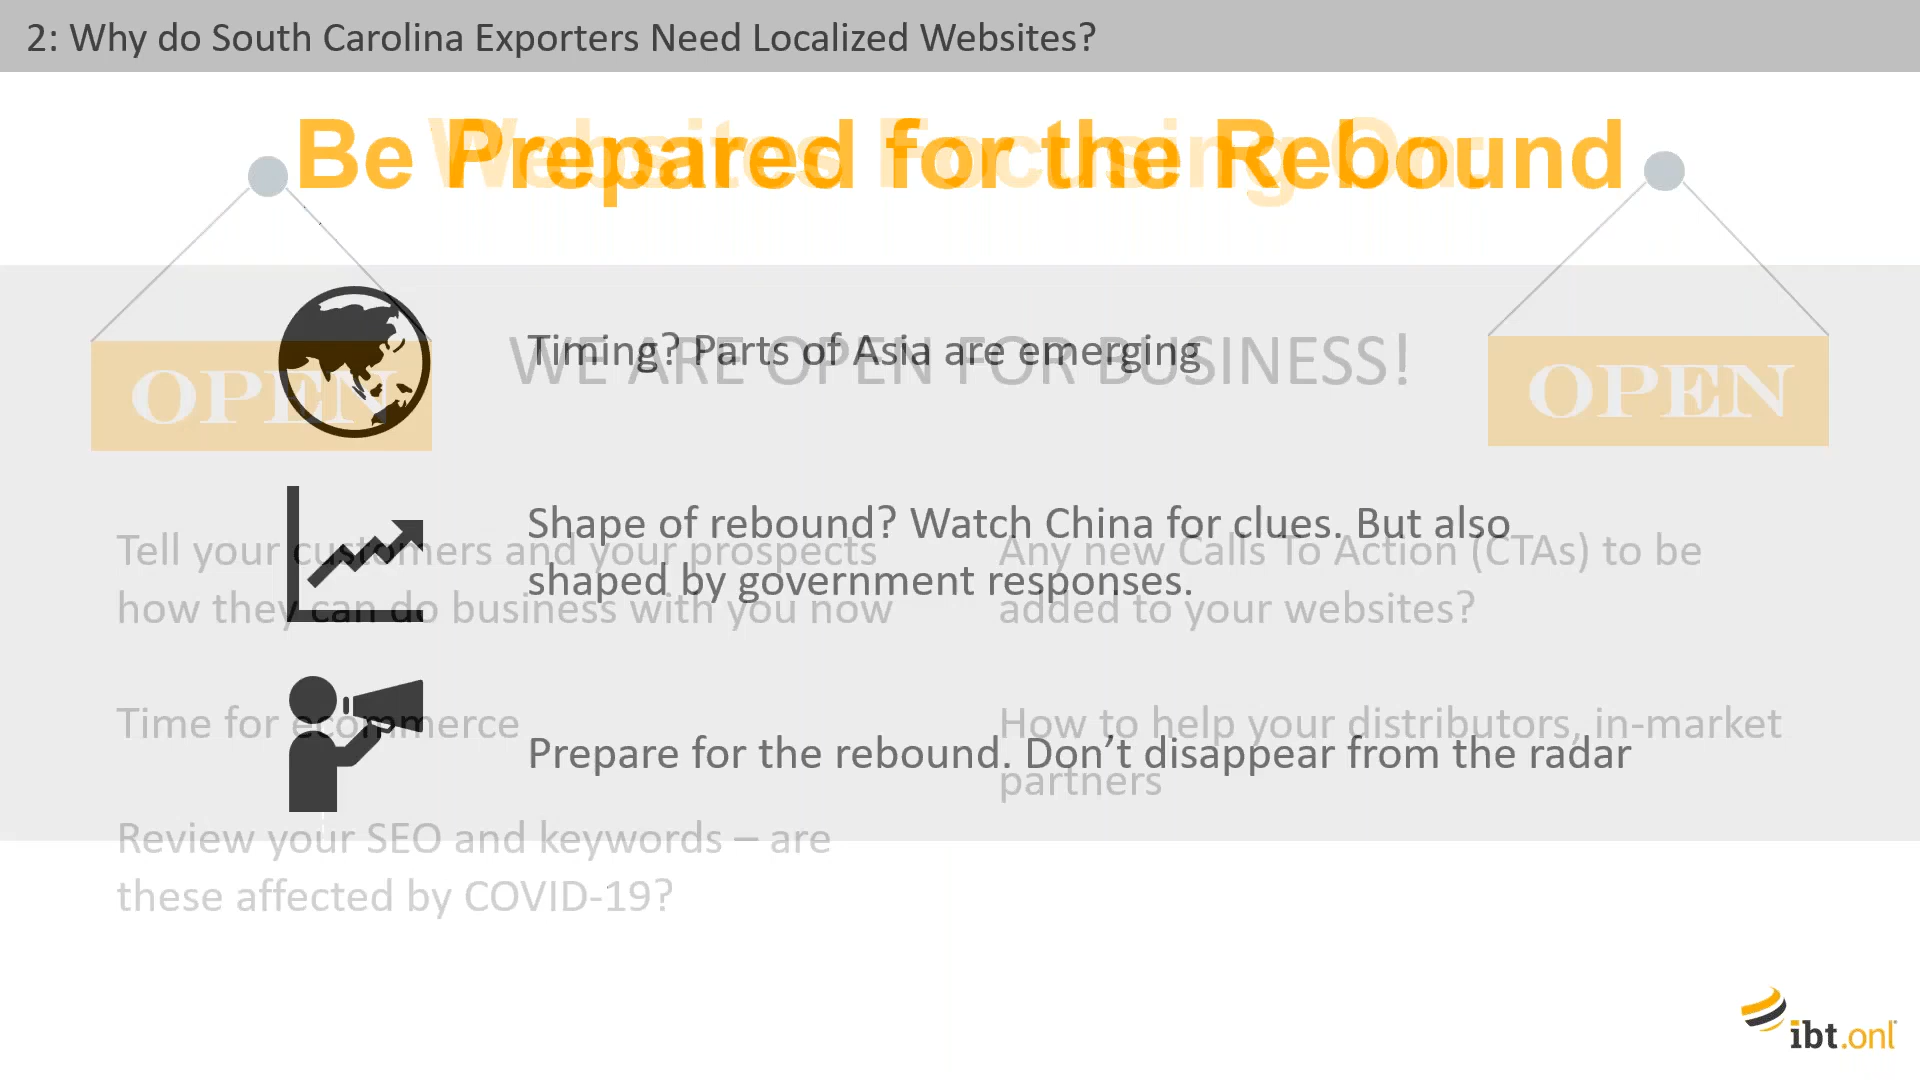 2: Why do South Carolina Exporters Need Localized Websites?
Be Prepared for the Rebound
Websites Focusing On:
OPEN
Timing? Parts of Asia are emerging
WE ARE OPEN FOR BUSINESS!
OPEN
Shape of rebound? Watch China for clues. But also
shaped by government responses.
Tell your customers and your prospects
how they can do business with you now
Any new Calls To Action (CTAs) to be
added to your websites?
Time for ecommerce
How to help your distributors, in-market
partners
Prepare for the rebound. Don’t disappear from the radar
Review your SEO and keywords – are
these affected by COVID-19?
ibt.onl